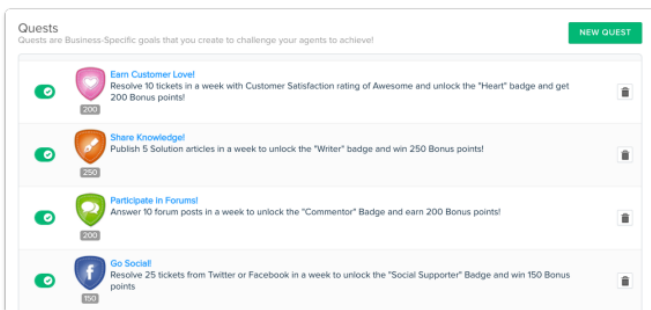 Quests
Quests are Business-Specific goals that you create to challenge your agents to achieve!
NEW QUEST
Earn Customer Love!
Resolve 10 tickets in a week with Customer Satisfaction rating of Awesome and unlock the "Heart" badge and get
200 Bonus points!
200
Share Knowledge!
Publish 5 Solution articles in a week to unlock the "Writer" badge and win 250 Bonus points!
250
Participate in Forums!
Answer 10 forum posts in a week to unlock the "Commentor" Badge and earn 200 Bonus points!
200
Go Social!
Resolve 25 tickets from Twitter or Facebook in a week to unlock the "Social Supporter" Badge and win 150 Bonus
points
f
150